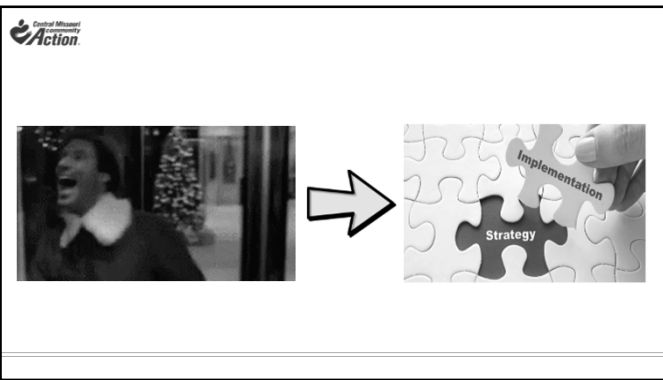 Central Missouri
community
Action
Implementation
Strategy